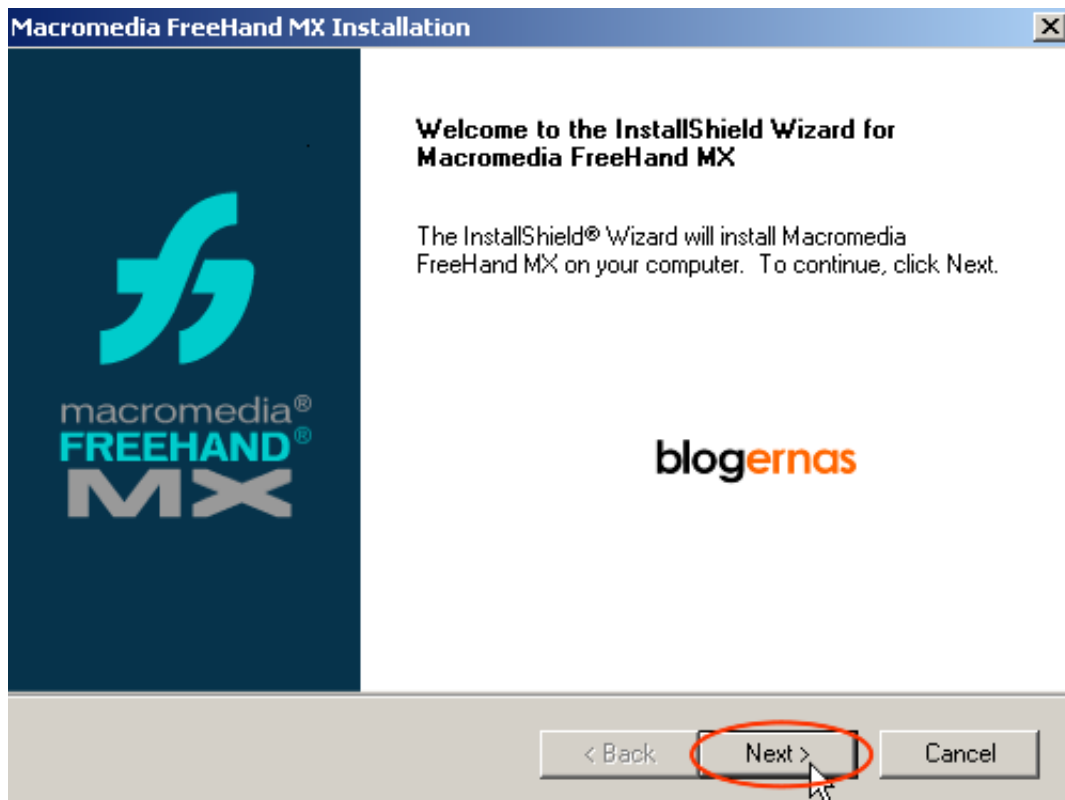 Macromedia FreeHand MX Installation
Welcome to the InstallShield Wizard for
Macromedia FreeHand MX
The InstallShield® Wizard will install Macromedia
FreeHand MX on your computer.  To continue, click Next.
macromedia®
FREEHAND®
MX
blogernas
< Back
Next >
Cancel